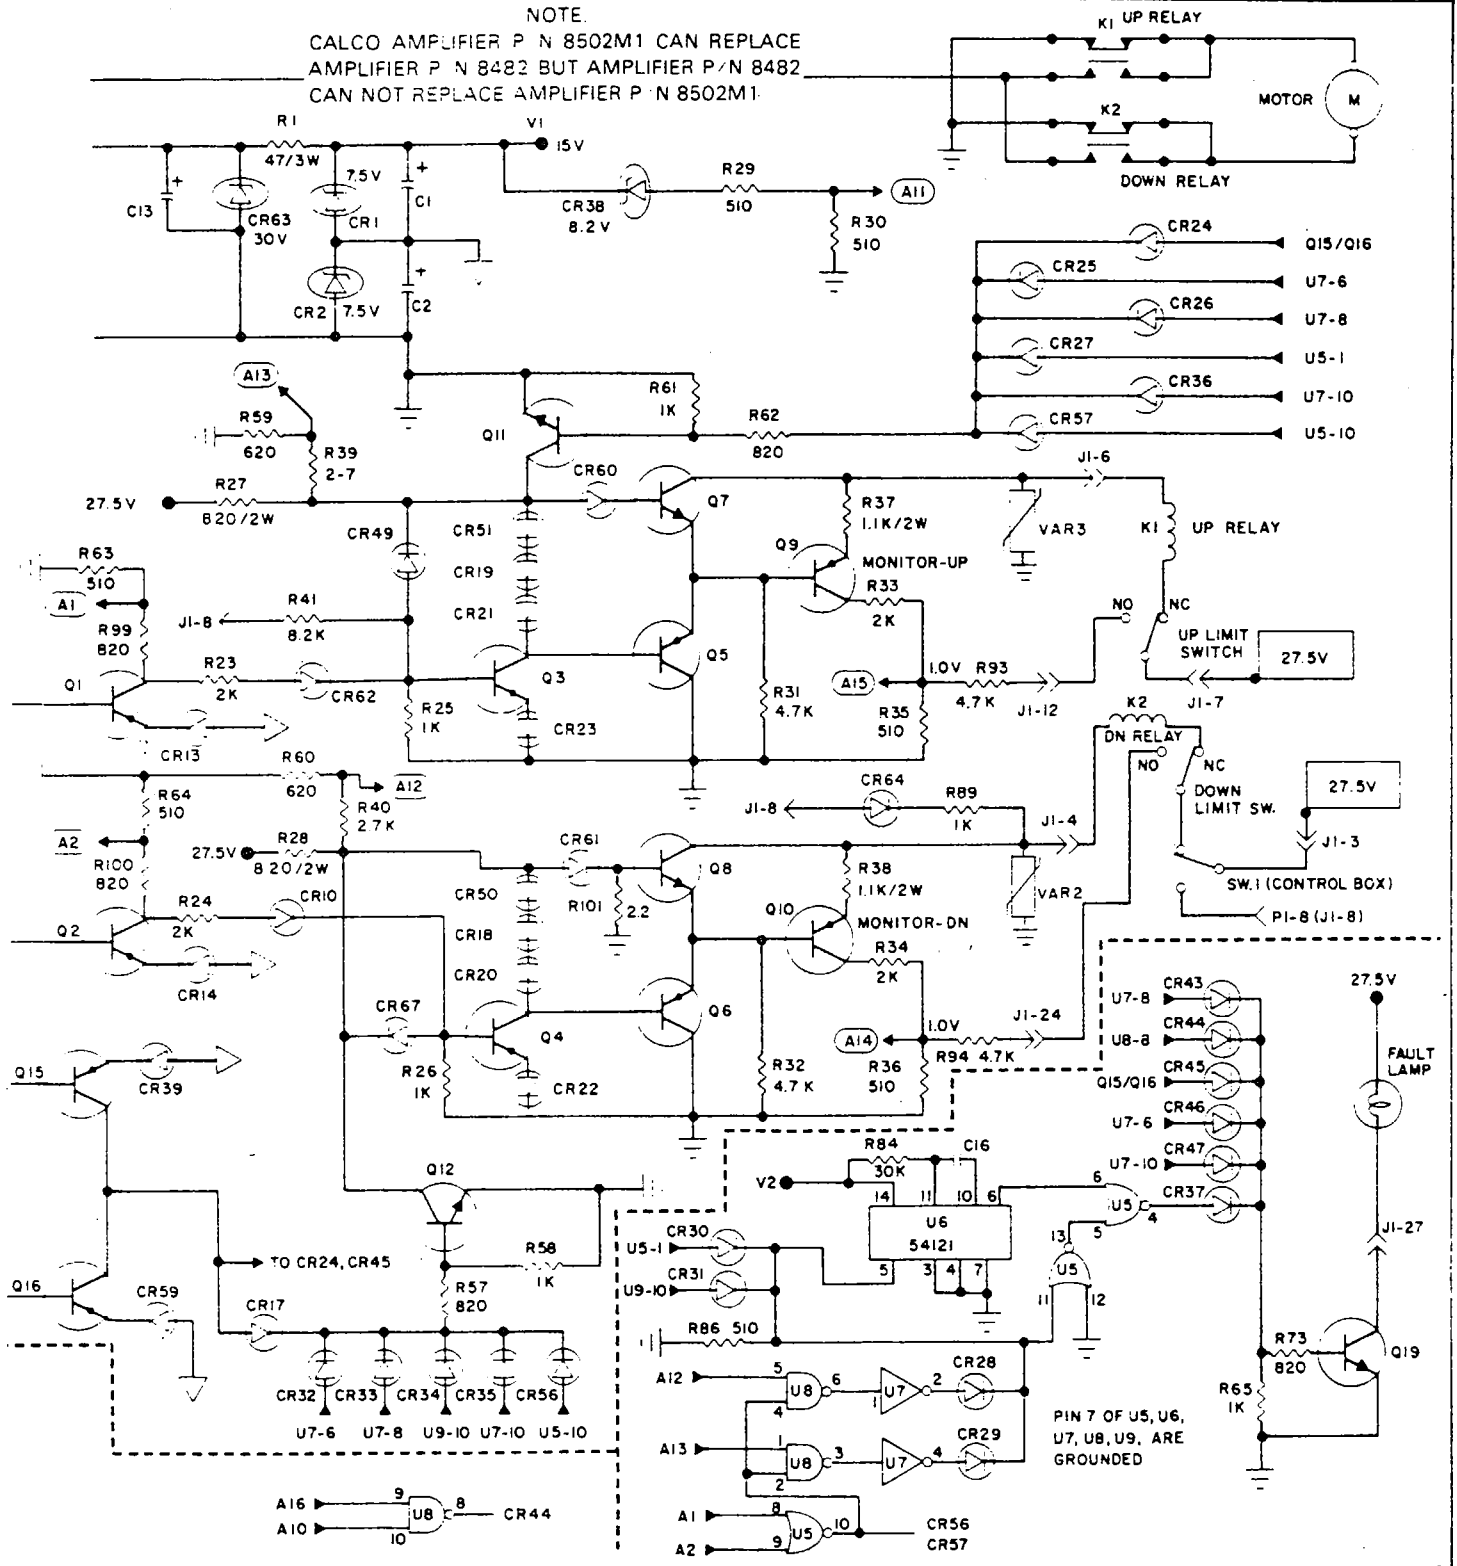 NOTE.
CALCO AMPLIFIER P N 8502M1 CAN REPLACE
AMPLIFIER P N 8482 BUT AMPLIFIER P/N 8482
CAN NOT REPLACE AMPLIFIER P N 8502M1
K1 UP RELAY
K2
DOWN RELAY
MOTOR
M
R1
47/3W
V1
15V
C13
CR63
30V
7.5V
CR1
C1
CR2
7.5V
C2
CR38
8.2V
R29
510
A11
R30
510
CR24
Q15/Q16
CR25
U7-6
CR26
U7-8
CR27
U5-1
CR36
U7-10
CR57
U5-10
A13
R59
620
R39
2-7
R61
1K
R62
820
Q11
27.5V
R27
820/2W
CR60
Q7
R37
1.1K/2W
J1-6
VAR3
K1
UP RELAY
CR49
CR51
CR19
CR21
R63
510
A1
R99
820
J1-8
R41
8.2K
Q9
MONITOR-UP
R33
2K
NO
NC
UP LIMIT
SWITCH
27.5V
J1-7
Q1
R23
2K
CR62
Q3
Q5
R25
1K
CR23
R31
4.7K
A15
1.0V
R93
4.7K
J1-12
R35
510
CR13
K2
DN RELAY
NO
NC
DOWN
LIMIT SW.
27.5V
J1-3
R60
620
A12
R64
510
R40
2.7K
A2
R100
820
27.5V
R28
820/2W
J1-8
CR64
R89
1K
J1-4
CR61
Q8
R38
1.1K/2W
VAR2
SW.1 (CONTROL BOX)
P1-8 (J1-8)
Q2
R24
2K
CR10
CR50
CR18
CR20
R101
2.2
Q10
MONITOR-DN
R34
2K
CR14
CR67
Q4
Q6
A14
1.0V
R94 4.7K
J1-24
R26
1K
CR22
R32
4.7K
R36
510
Q15
CR39
U7-8
CR43
U8-8
CR44
Q15/Q16
CR45
U7-6
CR46
U7-10
CR47
CR37
27.5V
FAULT
LAMP
J1-27
Q12
R58
1K
R57
820
TO CR24, CR45
Q16
CR59
CR17
CR32
CR33
CR34
CR35
CR56
U7-6
U7-8
U9-10
U7-10
U5-10
V2
R84
30K
C16
14
11
10
6
U6
54121
5
3
4
7
U5-1
CR30
U9-10
CR31
R86 510
6
5
U5
4
13
U5
11
12
A12
5
4
U8
6
1
U7
2
CR28
A13
1
2
U8
3
U7
4
CR29
A1
A2
8
9
U5
10
CR56
CR57
A16
A10
9
10
U8
8
CR44
PIN 7 OF U5, U6,
U7, U8, U9, ARE
GROUNDED
R73
820
Q19
R65
1K